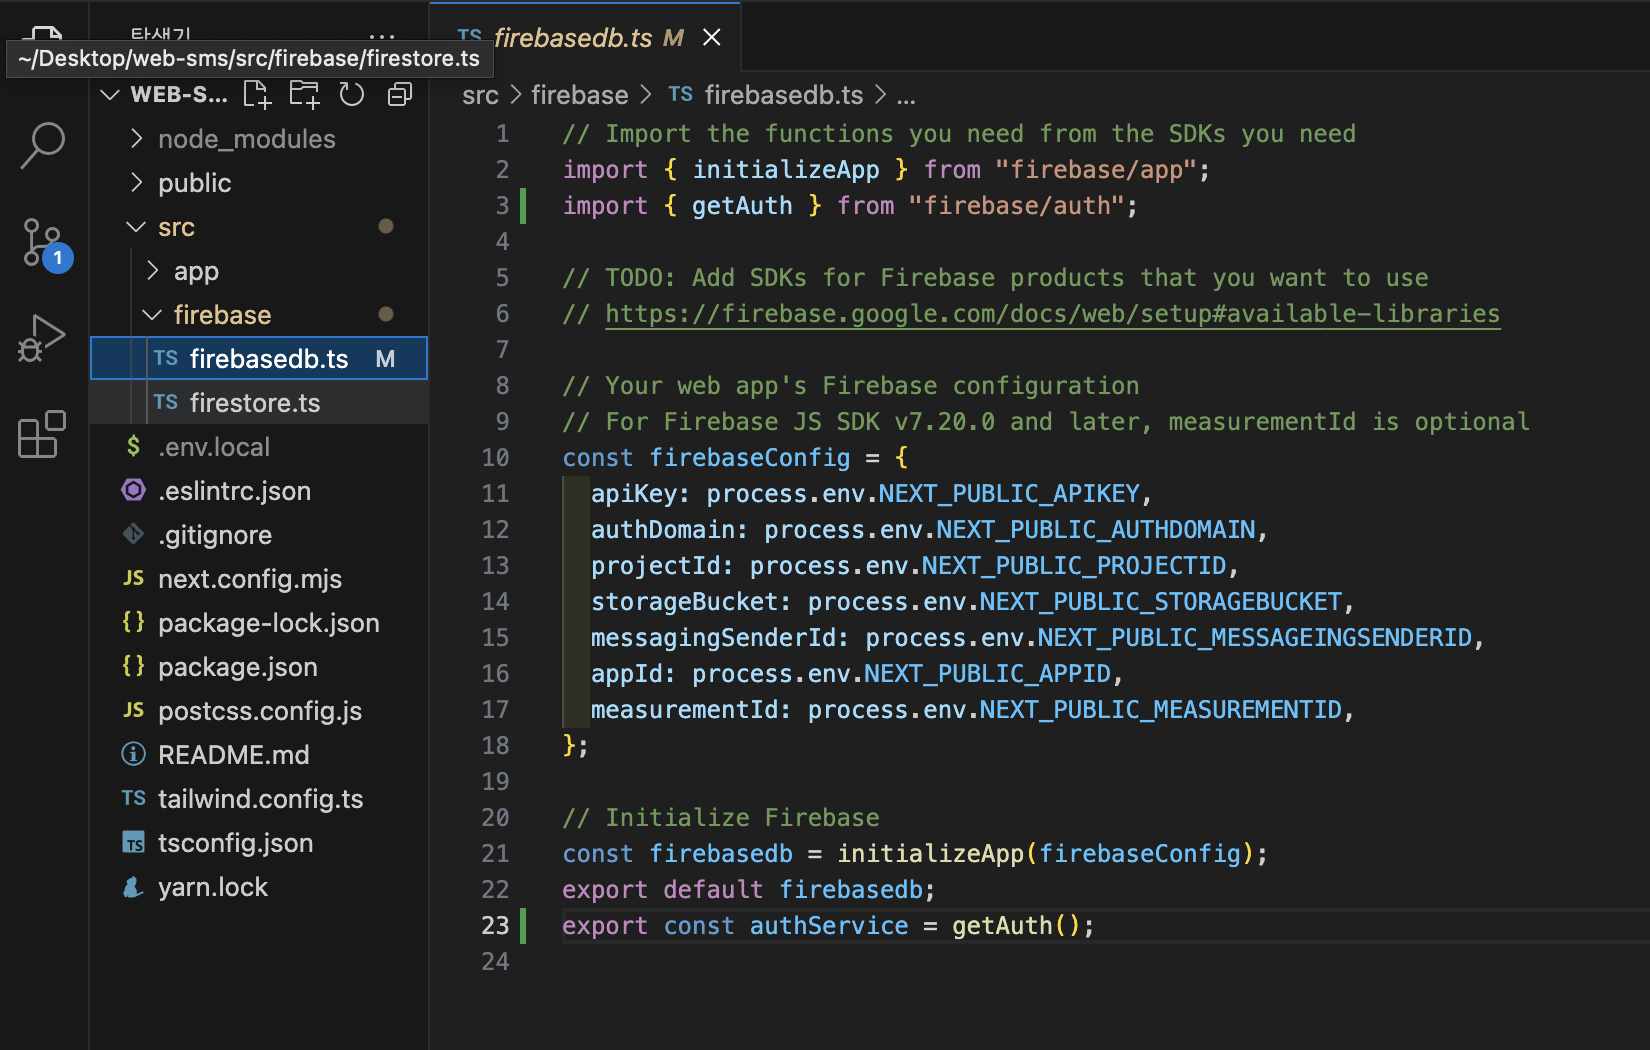 탐색기 ...
~/Desktop/web-sms/src/firebase/firestore.ts
WEB-S...
node_modules
public
src
app
firebase
TS firebasedb.ts M
TS firestore.ts
$ .env.local
.eslintrc.json
.gitignore
JS next.config.mjs
{} package-lock.json
{} package.json
JS postcss.config.js
README.md
TS tailwind.config.ts
TS tsconfig.json
yarn.lock
1
TS firebasedb.ts M
src > firebase > TS firebasedb.ts > ...
1 // Import the functions you need from the SDKs you need
2 import { initializeApp } from "firebase/app";
3 import { getAuth } from "firebase/auth";
4
5 // TODO: Add SDKs for Firebase products that you want to use
6 // https://firebase.google.com/docs/web/setup#available-libraries
7
8 // Your web app's Firebase configuration
9 // For Firebase JS SDK v7.20.0 and later, measurementId is optional
10 const firebaseConfig = {
11 apiKey: process.env.NEXT_PUBLIC_APIKEY,
12 authDomain: process.env.NEXT_PUBLIC_AUTHDOMAIN,
13 projectId: process.env.NEXT_PUBLIC_PROJECTID,
14 storageBucket: process.env.NEXT_PUBLIC_STORAGEBUCKET,
15 messagingSenderId: process.env.NEXT_PUBLIC_MESSAGEINGSENDERID,
16 appId: process.env.NEXT_PUBLIC_APPID,
17 measurementId: process.env.NEXT_PUBLIC_MEASUREMENTID,
18 };
19
20 // Initialize Firebase
21 const firebasedb = initializeApp(firebaseConfig);
22 export default firebasedb;
23 export const authService = getAuth();
24